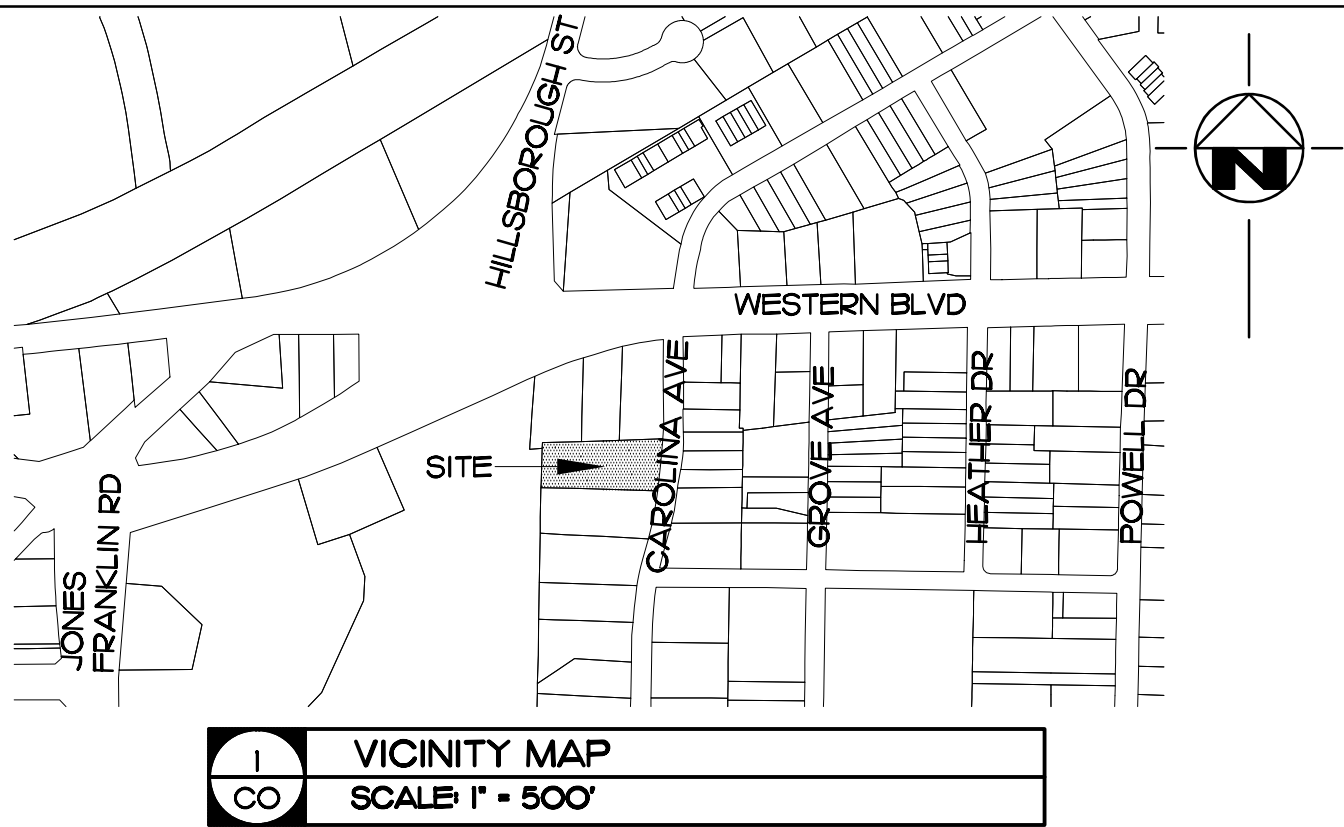 HILLSBOROUGH ST
N
WESTERN BLVD
CAROLINA AVE
GROVE AVE
HEATHER DR
POWELL DR
SITE
JONES
FRANKLIN RD
1
VICINITY MAP
CO
SCALE: 1" = 500'